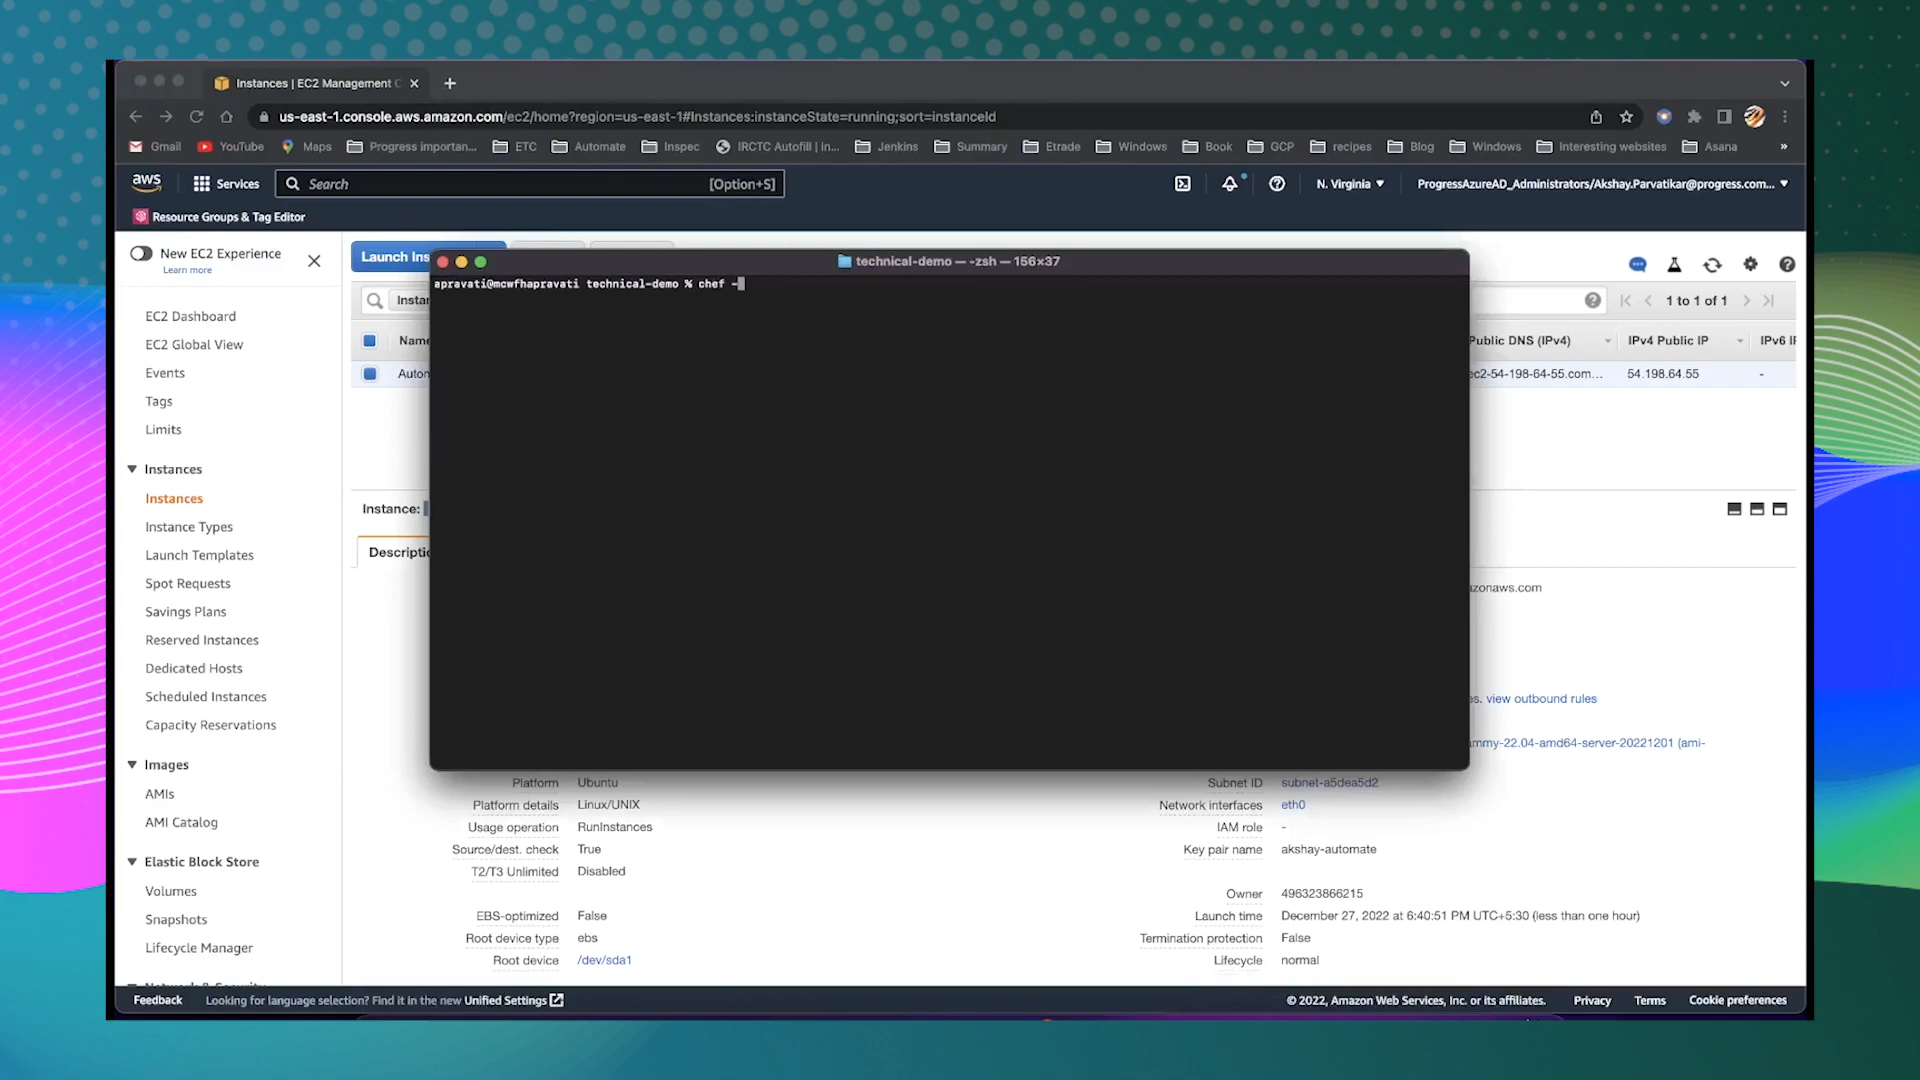 Instances | EC2 Management C
us-east-1.console.aws.amazon.com/ec2/home?region=us-east-1#Instances:instanceState=running;sort=instanceId
Gmail YouTube Maps Progress importan... ETC Automate Inspec IRCTC Autofill | In... Jenkins Summary Etrade Windows Book GCP recipes Blog Windows Interesting websites Asana »
aws Services Search [Option+S] N. Virginia ProgressAzureAD_Administrators/Akshay.Parvatikar@progress.com...
Resource Groups & Tag Editor
New EC2 Experience
Learn more
EC2 Dashboard
EC2 Global View
Events
Tags
Limits
Instances
Instances
Instance Types
Launch Templates
Spot Requests
Savings Plans
Reserved Instances
Dedicated Hosts
Scheduled Instances
Capacity Reservations
Images
AMIs
AMI Catalog
Elastic Block Store
Volumes
Snapshots
Lifecycle Manager
Launch Ins
technical-demo — -zsh — 156×37
apravati@mcwfhapravati technical-demo % chef -
Instan
1 to 1 of 1
Name
Public DNS (IPv4) IPv4 Public IP IPv6 IP
Autom
ec2-54-198-64-55.com... 54.198.64.55 -
Instance:
Descriptio
zonaws.com
es. view outbound rules
mmy-22.04-amd64-server-20221201 (ami-
Platform Ubuntu
Platform details Linux/UNIX
Usage operation RunInstances
Source/dest. check True
T2/T3 Unlimited Disabled
EBS-optimized False
Root device type ebs
Root device /dev/sda1
Subnet ID subnet-a5dea5d2
Network interfaces eth0
IAM role -
Key pair name akshay-automate
Owner 496323866215
Launch time December 27, 2022 at 6:40:51 PM UTC+5:30 (less than one hour)
Termination protection False
Lifecycle normal
Feedback Looking for language selection? Find it in the new Unified Settings © 2022, Amazon Web Services, Inc. or its affiliates. Privacy Terms Cookie preferences